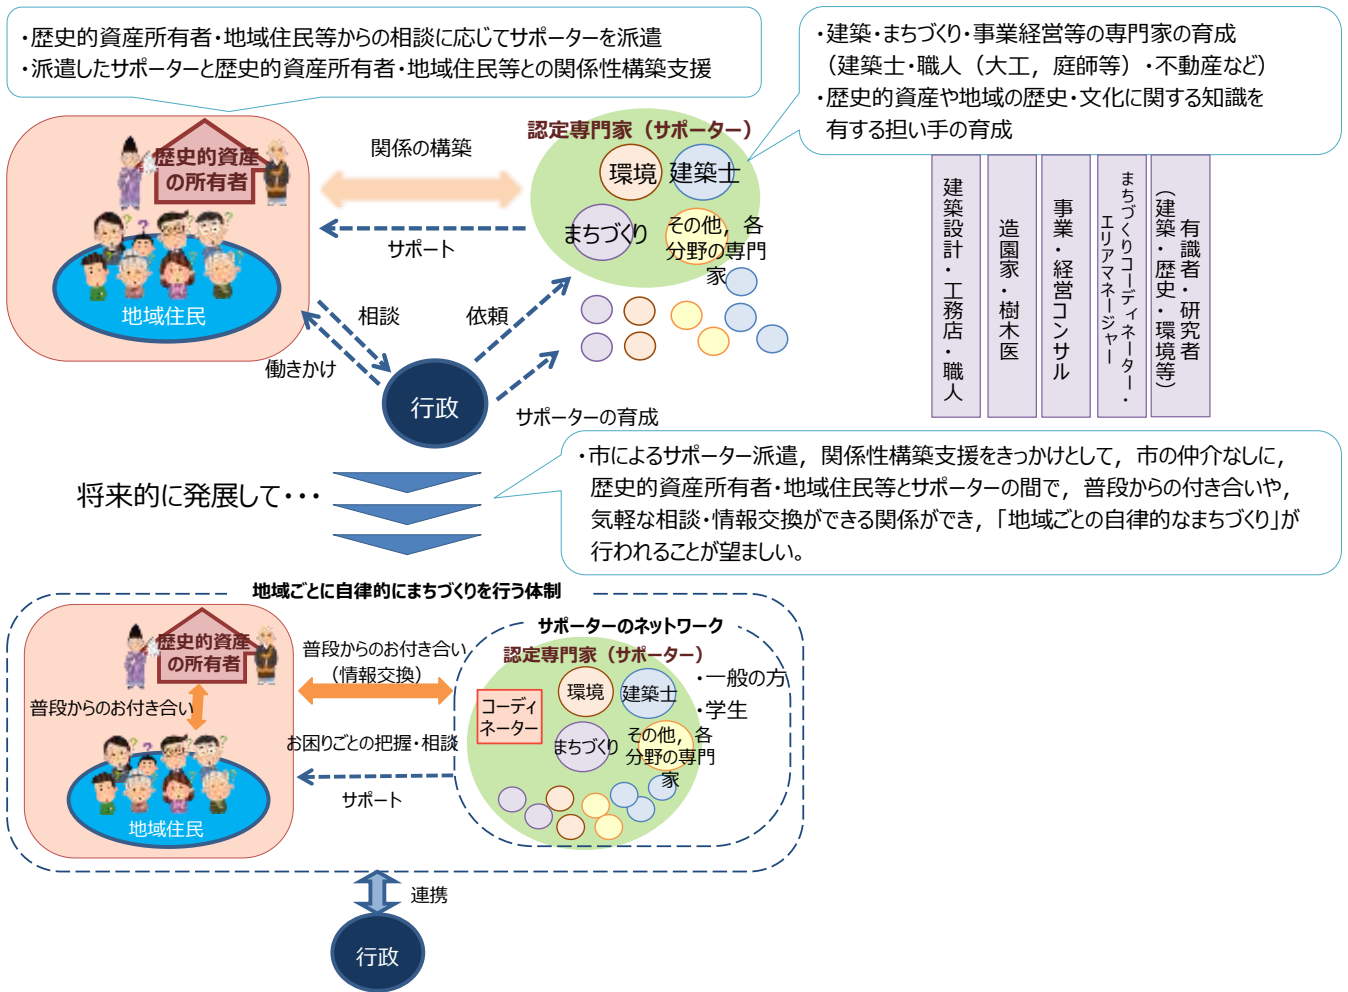 ・歴史的資産所有者・地域住民等からの相談に応じてサポーターを派遣
・派遣したサポーターと歴史的資産所有者・地域住民等との関係性構築支援
・建築・まちづくり・事業経営等の専門家の育成
（建築士・職人（大工，庭師等）・不動産など）
・歴史的資産や地域の歴史・文化に関する知識を
有する担い手の育成
歴史的資産
の所有者
地域住民
関係の構築
サポート
相談
働きかけ
依頼
行政
サポーターの育成
認定専門家（サポーター）
環境
建築士
まちづくり
その他，各
分野の専門
家
建築設計・工務店・職人
造園家・樹木医
事業・経営コンサル
まちづくりコーディネーター・
エリアマネージャー
有識者・研究者
（建築・歴史・環境等）
将来的に発展して・・・
・市によるサポーター派遣，関係性構築支援をきっかけとして，市の仲介なしに，
歴史的資産所有者・地域住民等とサポーターの間で，普段からの付き合いや，
気軽な相談・情報交換ができる関係ができ，「地域ごとの自律的なまちづくり」が
行われることが望ましい。
地域ごとに自律的にまちづくりを行う体制
歴史的資産
の所有者
普段からのお付き合い
地域住民
普段からのお付き合い
（情報交換）
お困りごとの把握・相談
サポート
サポーターのネットワーク
認定専門家（サポーター）
コーディ
ネーター
環境
建築士
まちづくり
その他，各
分野の専門
家
・一般の方
・学生
連携
行政